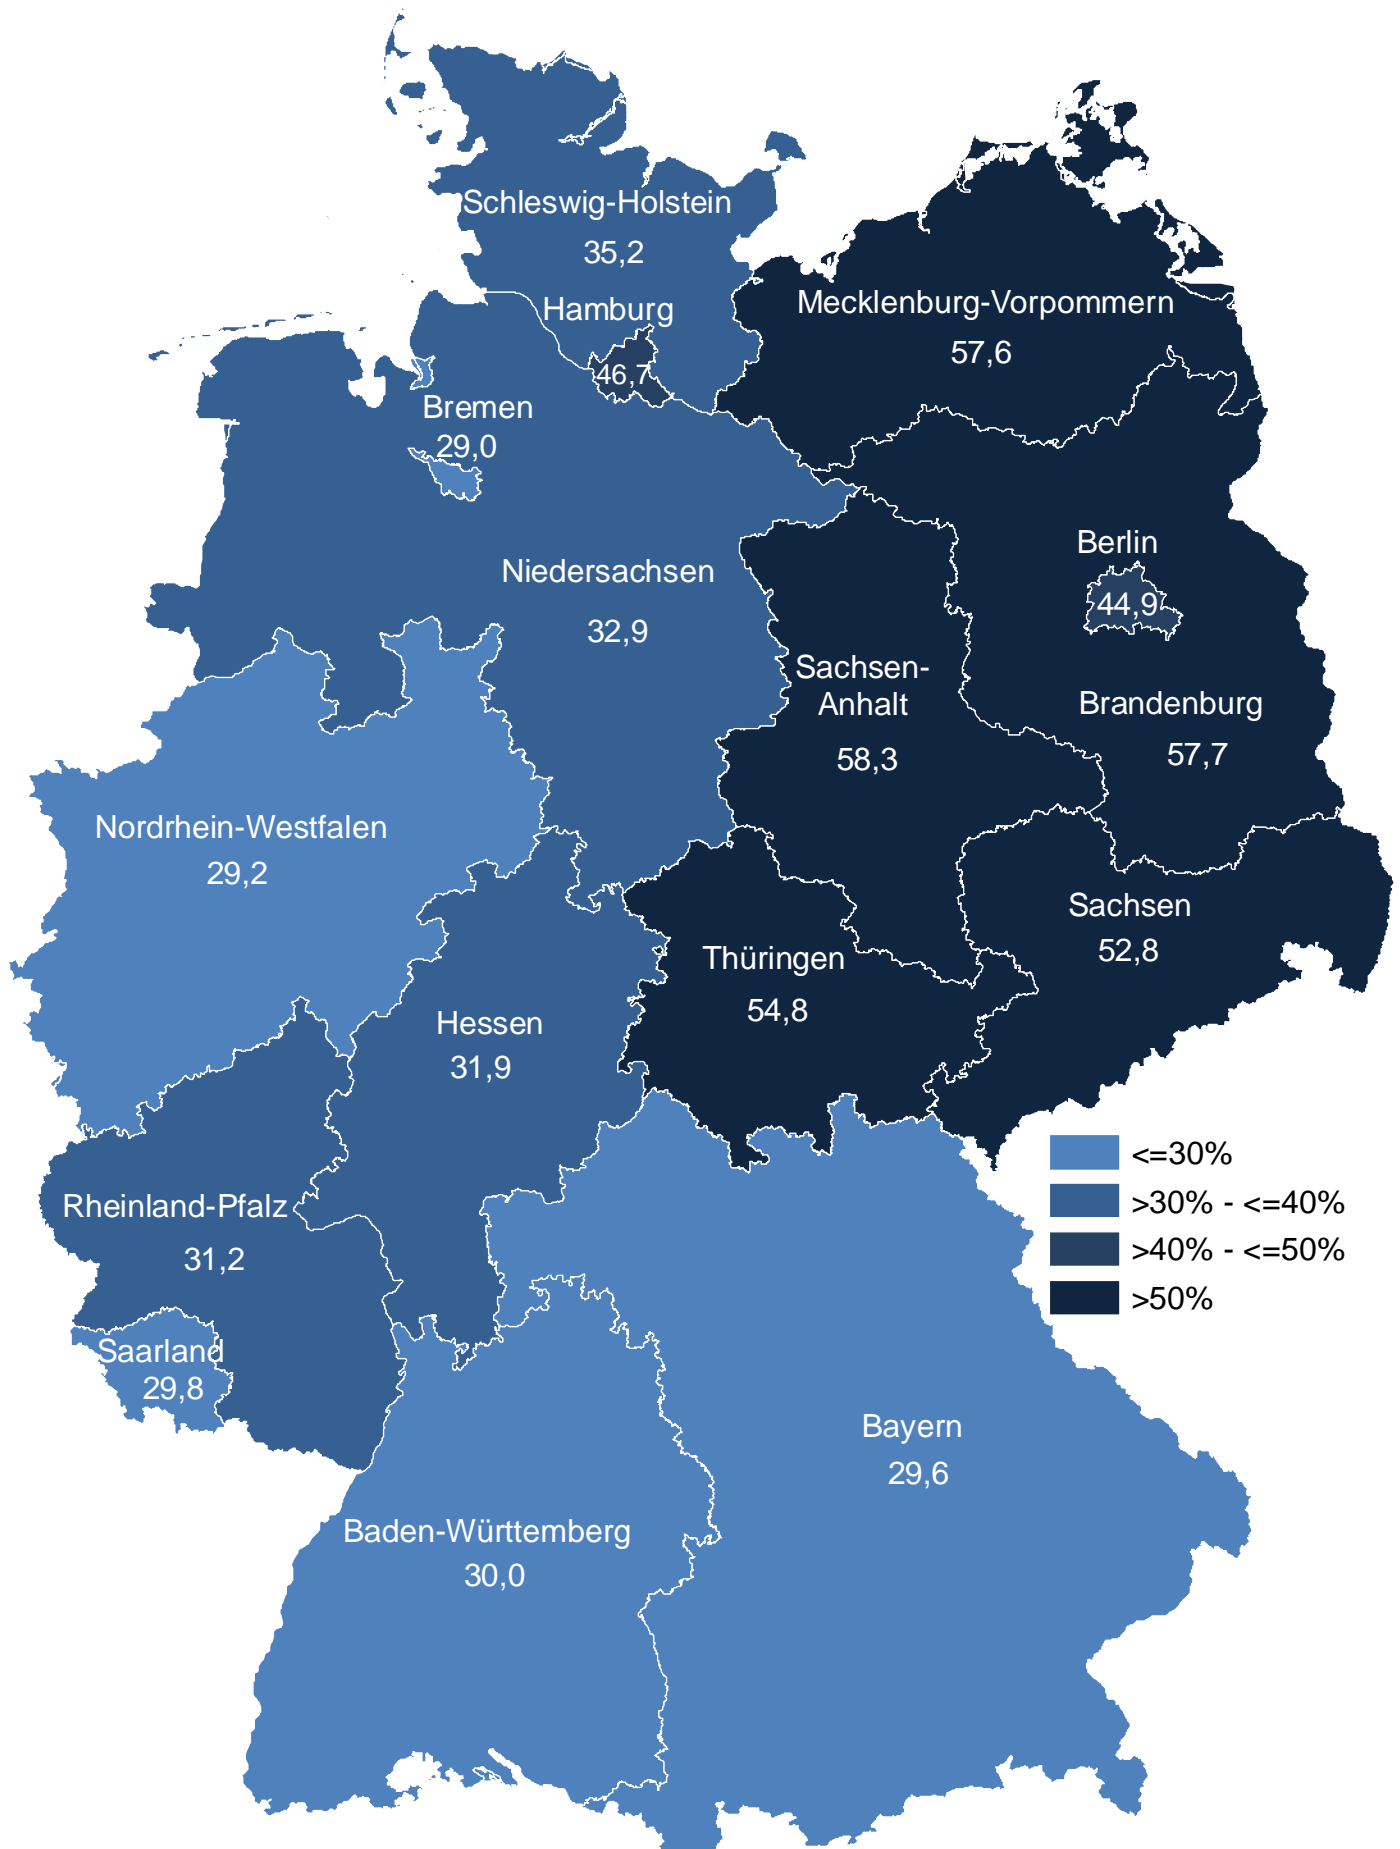 Schleswig-Holstein
35,2
Hamburg
46,7
Mecklenburg-Vorpommern
57,6
Bremen
29,0
Niedersachsen
32,9
Berlin
44,9
Sachsen-
Anhalt
58,3
Brandenburg
57,7
Nordrhein-Westfalen
29,2
Sachsen
52,8
Thüringen
54,8
Hessen
31,9
Rheinland-Pfalz
31,2
Saarland
29,8
Bayern
29,6
Baden-Württemberg
30,0
<=30%
>30% - <=40%
>40% - <=50%
>50%